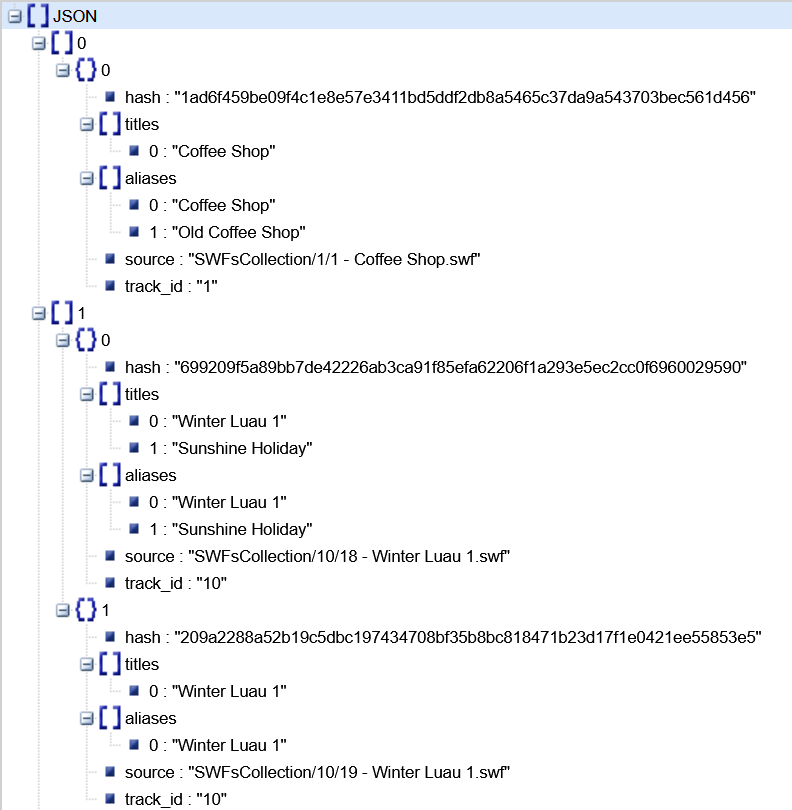 JSON
0
0
hash : "1ad6f459be09f4c1e8e57e3411bd5ddf2db8a5465c37da9a543703bec561d456"
titles
0 : "Coffee Shop"
aliases
0 : "Coffee Shop"
1 : "Old Coffee Shop"
source : "SWFsCollection/1/1 - Coffee Shop.swf"
track_id : "1"
1
0
hash : "699209f5a89bb7de42226ab3ca91f85efa62206f1a293e5ec2cc0f6960029590"
titles
0 : "Winter Luau 1"
1 : "Sunshine Holiday"
aliases
0 : "Winter Luau 1"
1 : "Sunshine Holiday"
source : "SWFsCollection/10/18 - Winter Luau 1.swf"
track_id : "10"
1
hash : "209a2288a52b19c5dbc197434708bf35b8bc818471b23d17f1e0421ee55853e5"
titles
0 : "Winter Luau 1"
aliases
0 : "Winter Luau 1"
source : "SWFsCollection/10/19 - Winter Luau 1.swf"
track_id : "10"